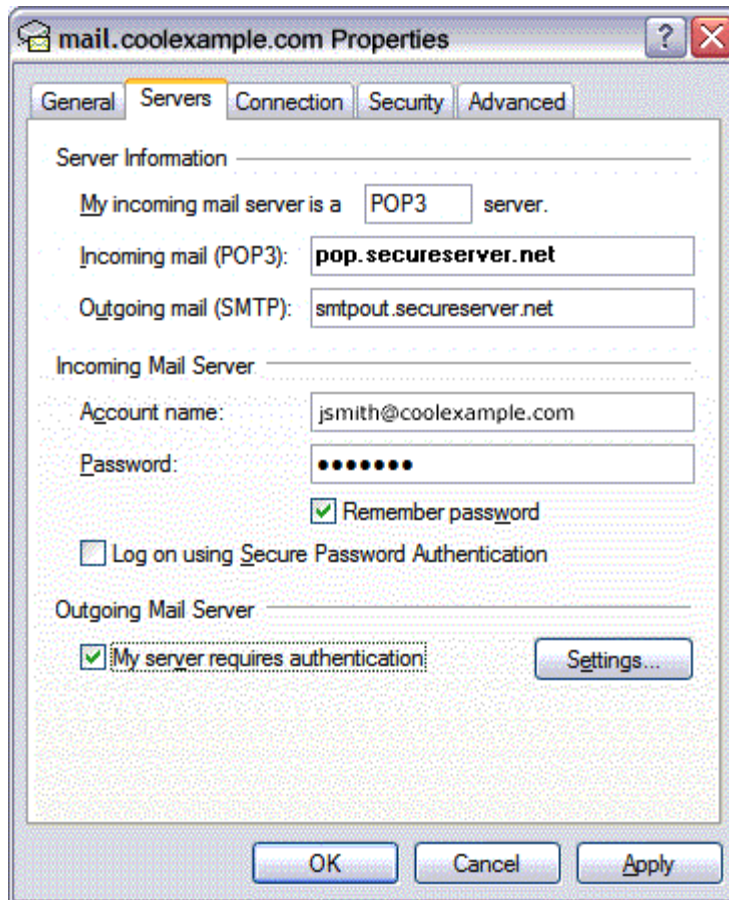 mail.coolexample.com Properties ?
General Servers Connection Security Advanced
Server Information
My incoming mail server is a POP3 server.
Incoming mail (POP3): pop.secureserver.net
Outgoing mail (SMTP): smtpout.secureserver.net
Incoming Mail Server
Account name: jsmith@coolexample.com
Password: •••••••
Remember password
Log on using Secure Password Authentication
Outgoing Mail Server
My server requires authentication Settings...
OK Cancel Apply